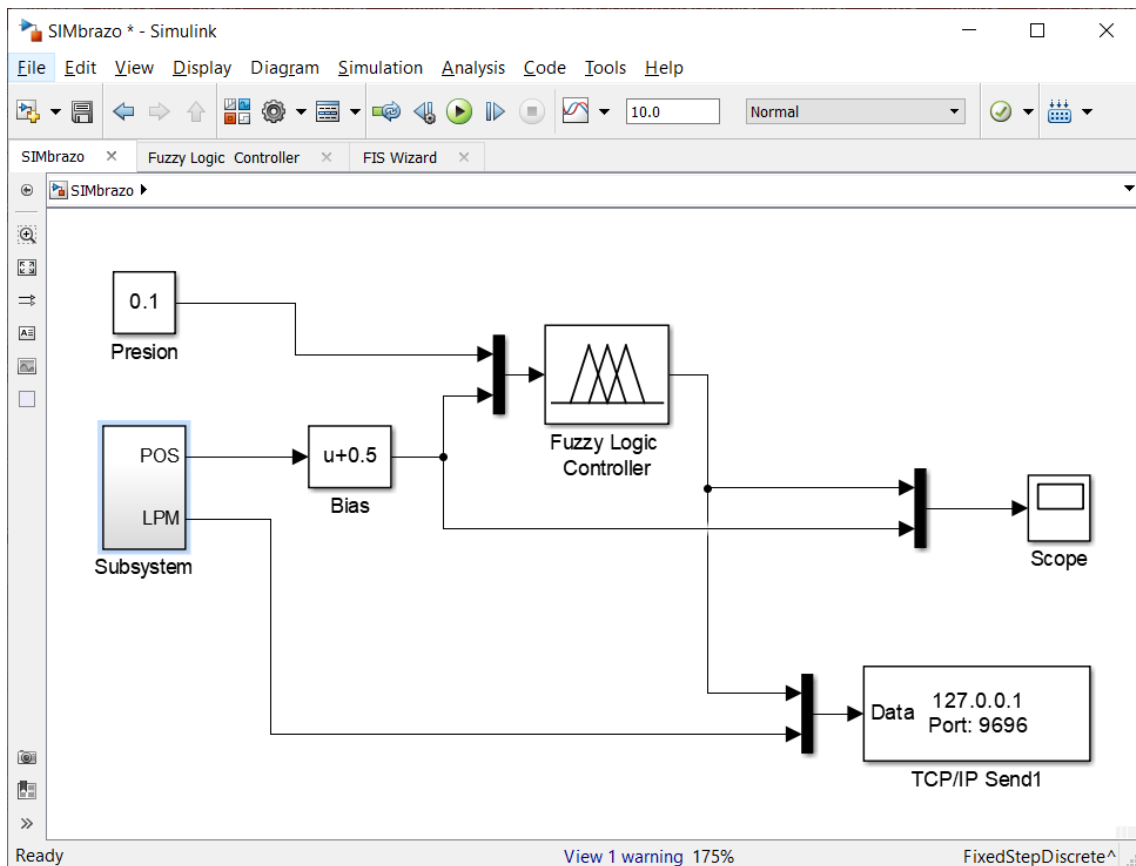 SIMbrazo * - Simulink
File Edit View Display Diagram Simulation Analysis Code Tools Help
10.0 Normal
SIMbrazo Fuzzy Logic Controller FIS Wizard
SIMbrazo
0.1
Presion
POS
LPM
Subsystem
u+0.5
Bias
Fuzzy Logic
Controller
Scope
Data 127.0.0.1
Port: 9696
TCP/IP Send1
Ready View 1 warning 175% FixedStepDiscrete^